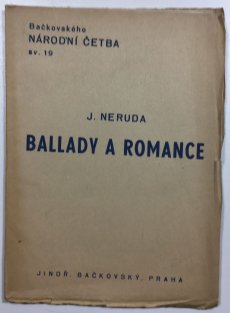 Bačkovského
NÁRODNÍ ČETBA
sv. 19
J. NERUDA
BALLADY A ROMANCE
JINDŘ. BAČKOVSKÝ, PRAHA